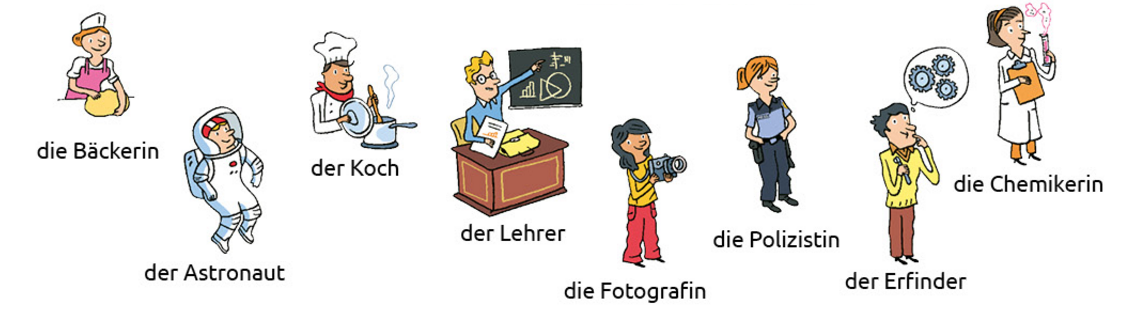 die Bäckerin
der Astronaut
der Koch
der Lehrer
die Fotografin
die Polizistin
der Erfinder
die Chemikerin